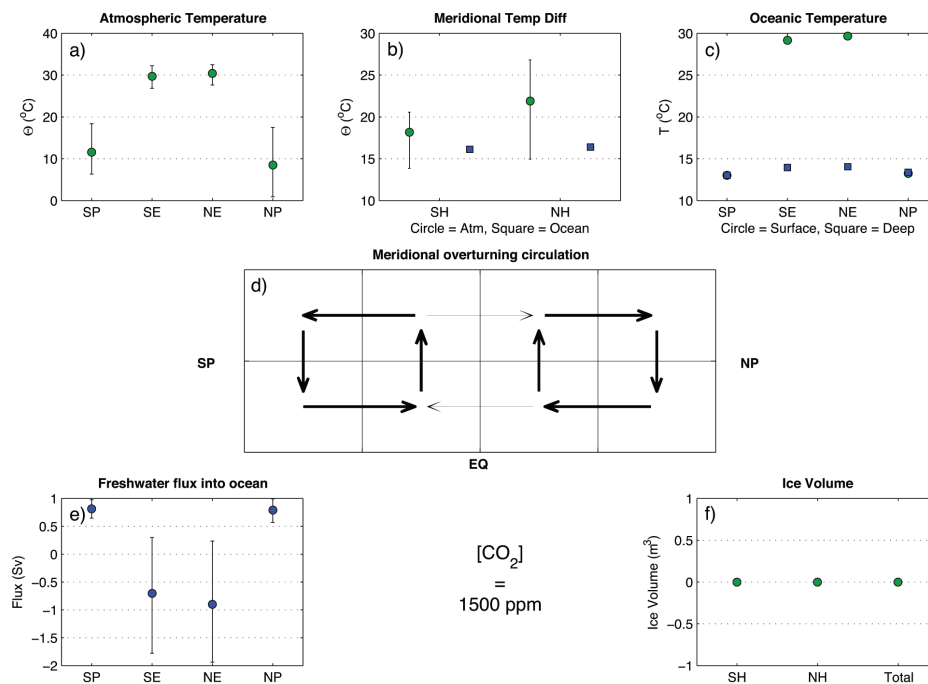 Atmospheric Temperature
a)
Θ (°C)
40
30
20
10
0
SP SE NE NP
Meridional Temp Diff
b)
Θ (°C)
30
25
20
15
10
SH NH
Circle = Atm, Square = Ocean
Oceanic Temperature
c)
T (°C)
30
25
20
15
10
SP SE NE NP
Circle = Surface, Square = Deep
Meridional overturning circulation
d)
SP
NP
EQ
Freshwater flux into ocean
e)
Flux (Sv)
1
0.5
0
−0.5
−1
−1.5
−2
SP SE NE NP
[CO₂]
=
1500 ppm
Ice Volume
f)
Ice Volume (m³)
1
0.5
0
−0.5
−1
SH NH Total